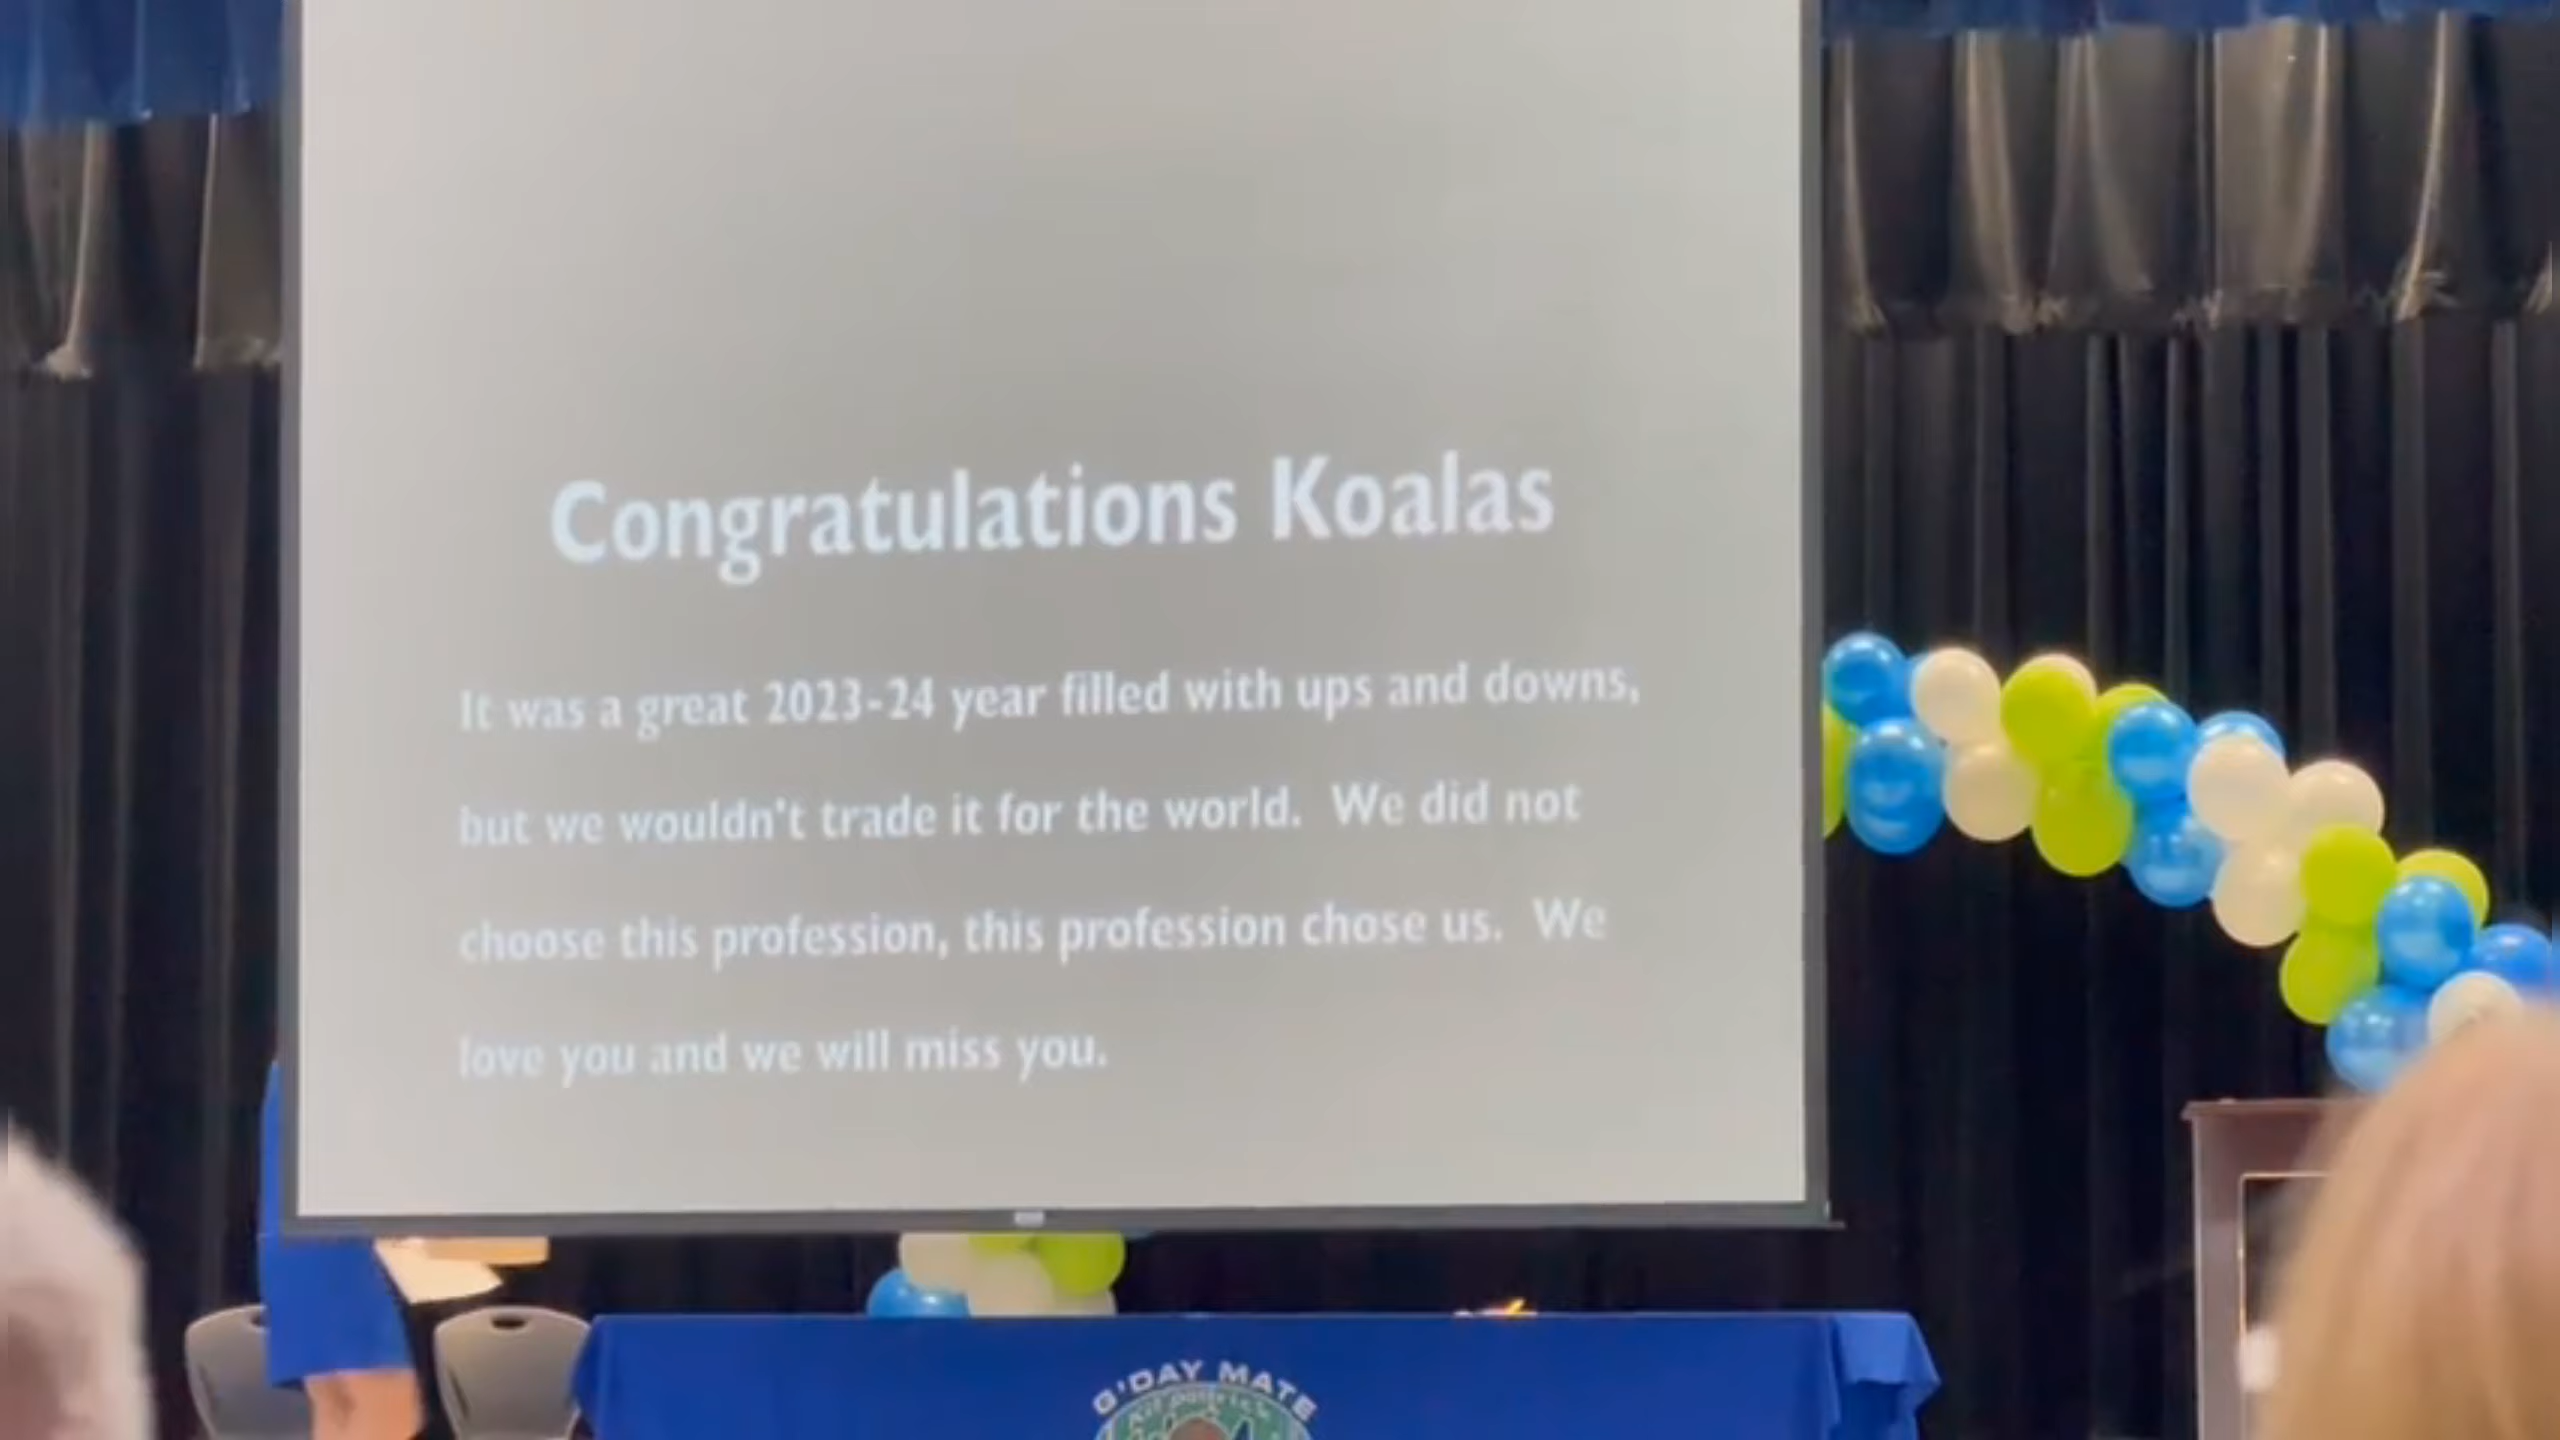 Congratulations Koalas
It was a great 2023-24 year filled with ups and downs,
but we wouldn't trade it for the world. We did not
choose this profession, this profession chose us. We
love you and we will miss you.
G'DAY MATE